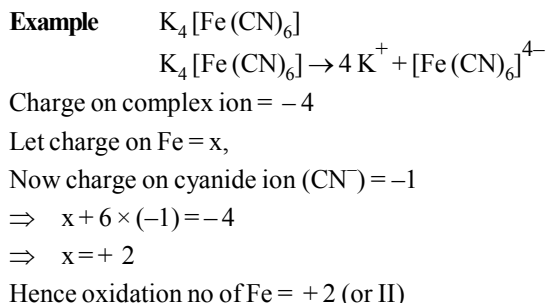 Example K₄[Fe(CN)₆]
K₄[Fe(CN)₆] → 4 K⁺ + [Fe(CN)₆]⁴⁻
Charge on complex ion = – 4
Let charge on Fe = x,
Now charge on cyanide ion (CN⁻) = –1
⇒ x + 6 × (–1) = – 4
⇒ x = + 2
Hence oxidation no of Fe = +2 (or II)